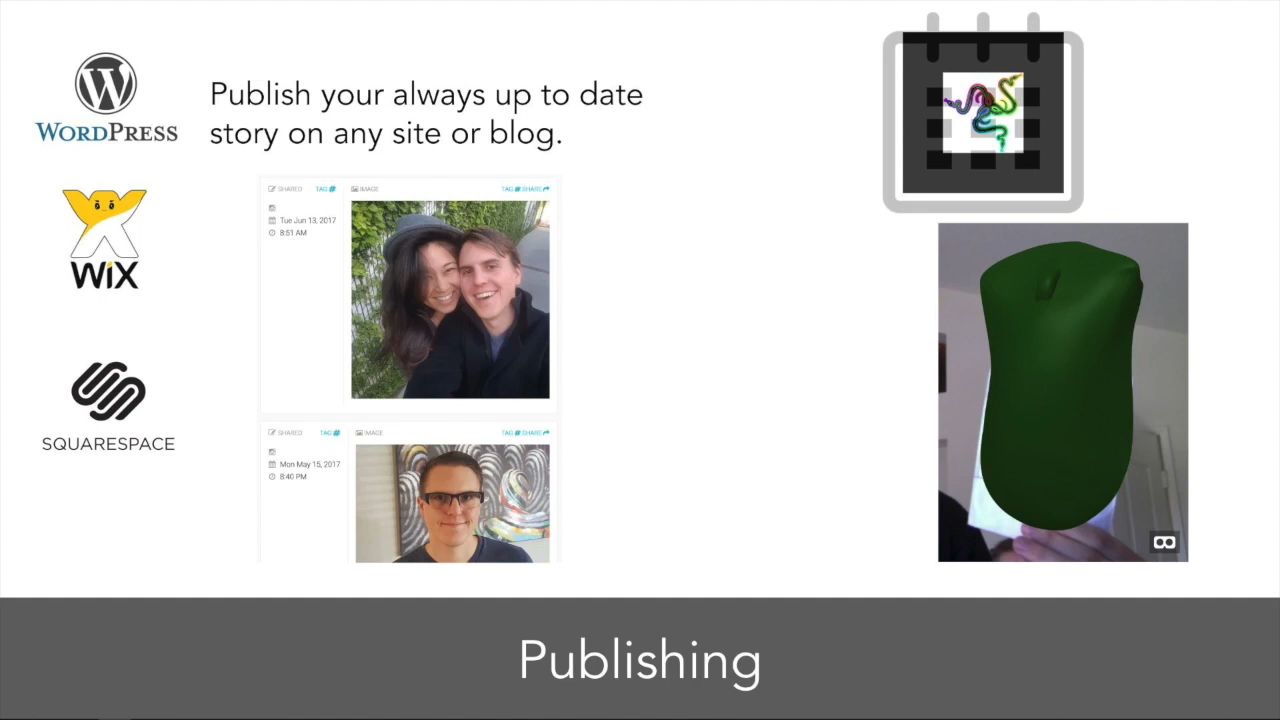 WORDPRESS
Publish your always up to date
story on any site or blog.
SHARED TAG # IMAGE TAG # SHARE
Tue Jun 13, 2017
8:51 AM
WiX
SQUARESPACE
SHARED TAG # IMAGE TAG # SHARE
Mon May 15, 2017
8:40 PM
Publishing